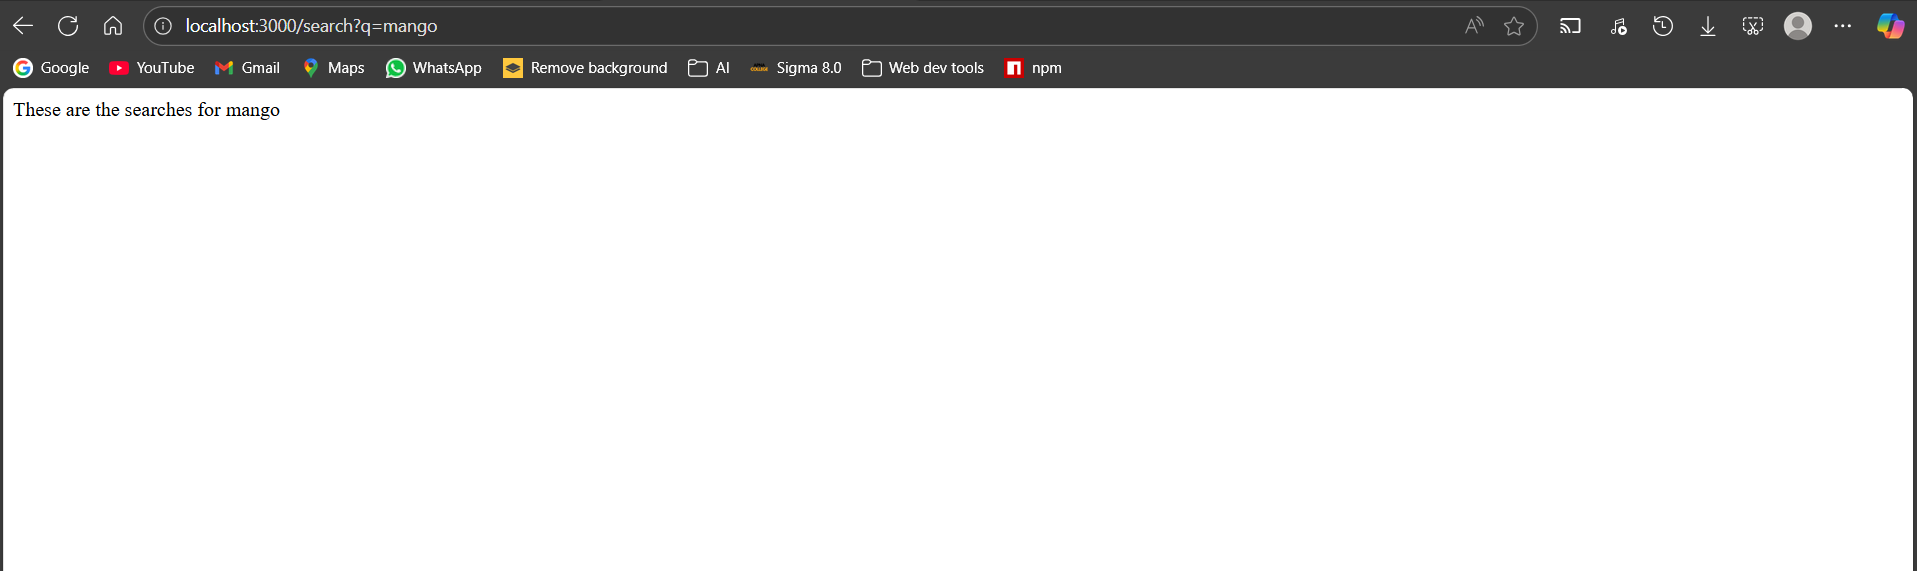 localhost:3000/search?q=mango
Google YouTube Gmail Maps WhatsApp Remove background AI Sigma 8.0 Web dev tools npm
These are the searches for mango